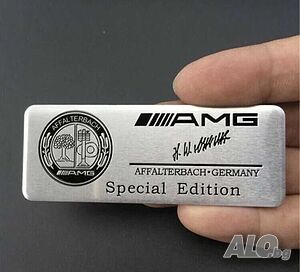 AFFALTERBACH
AMG
AMG
AFFALTERBACH·GERMANY
Special Edition
ALO.bg